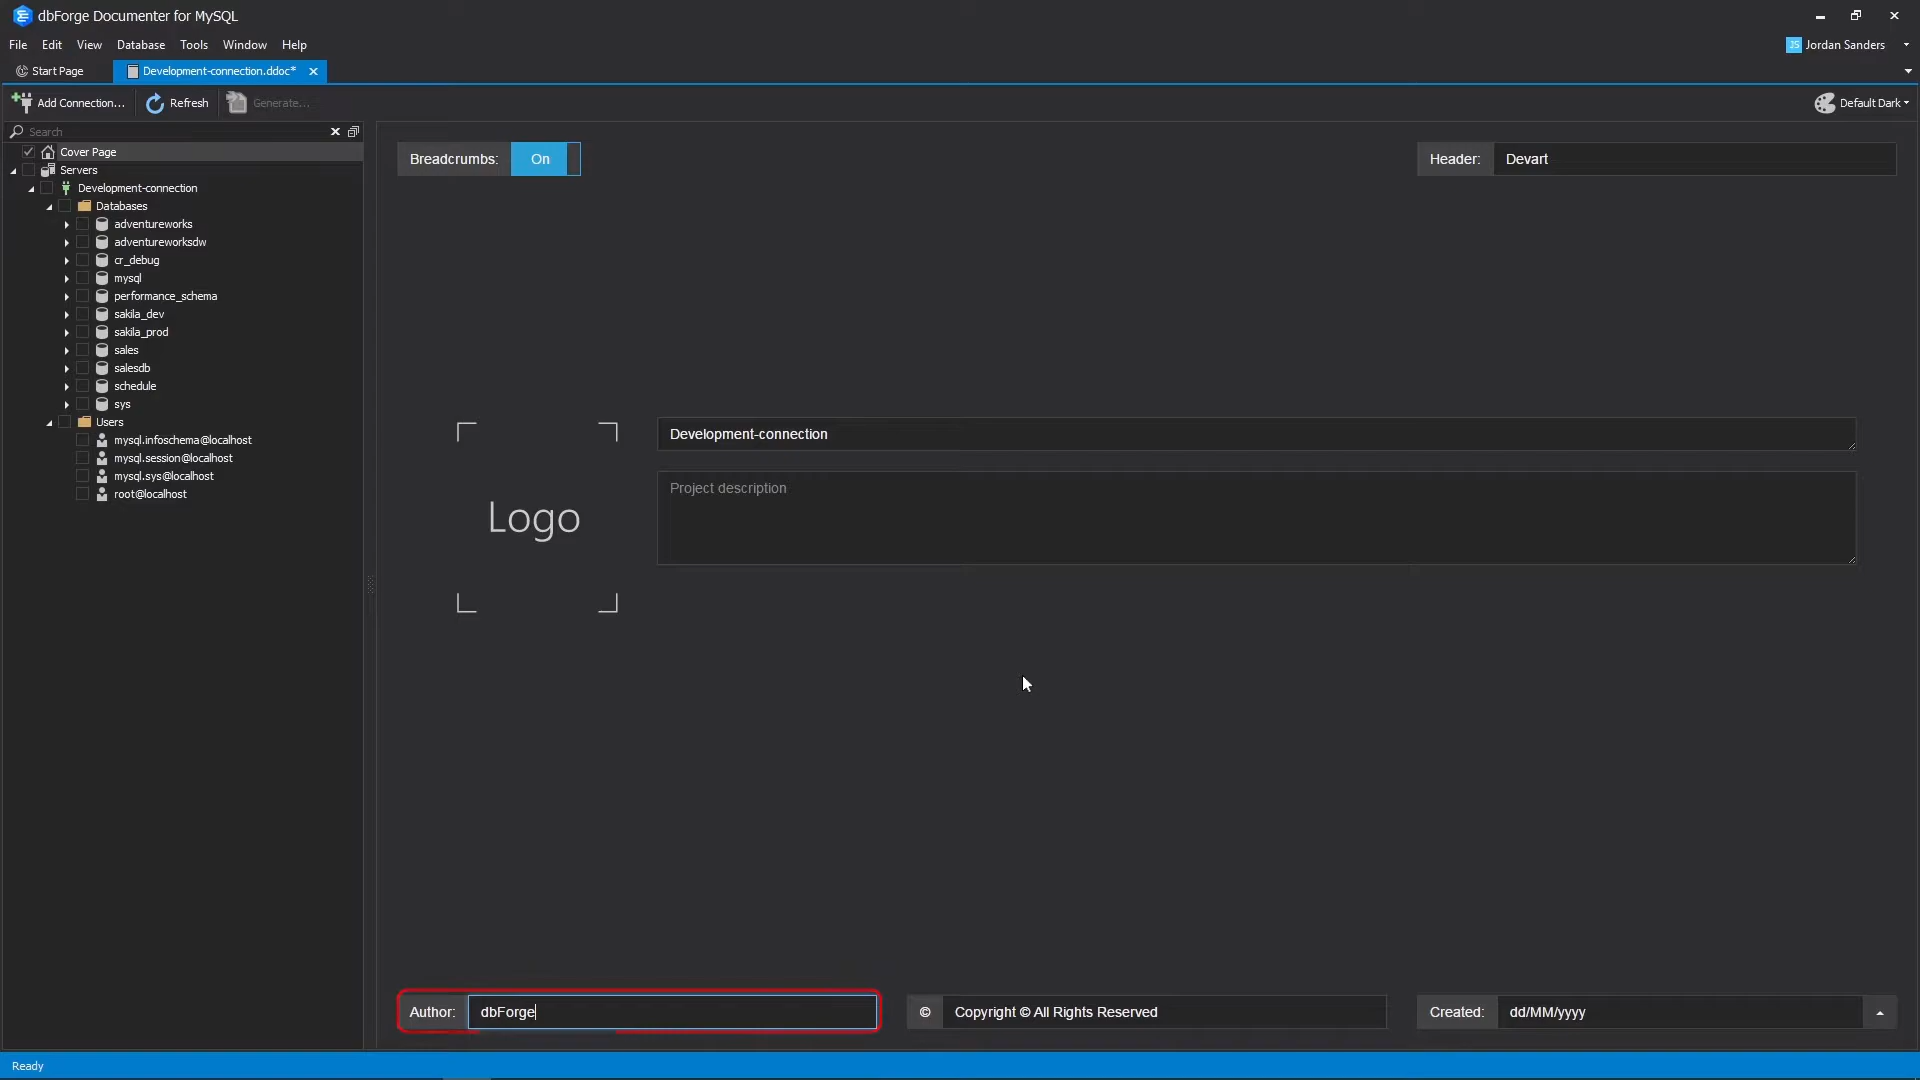 dbForge Documenter for MySQL
File Edit View Database Tools Window Help
JS Jordan Sanders
Start Page Development-connection.ddoc*
Add Connection... Refresh Generate... Default Dark
Search
Cover Page
Servers
Development-connection
Databases
adventureworks
adventureworksdw
cr_debug
mysql
performance_schema
sakila_dev
sakila_prod
sales
salesdb
schedule
sys
Users
mysql.infoschema@localhost
mysql.session@localhost
mysql.sys@localhost
root@localhost
Breadcrumbs: On
Header: Devart
Logo
Development-connection
Project description
Author: dbForge
© Copyright © All Rights Reserved
Created: dd/MM/yyyy
Ready